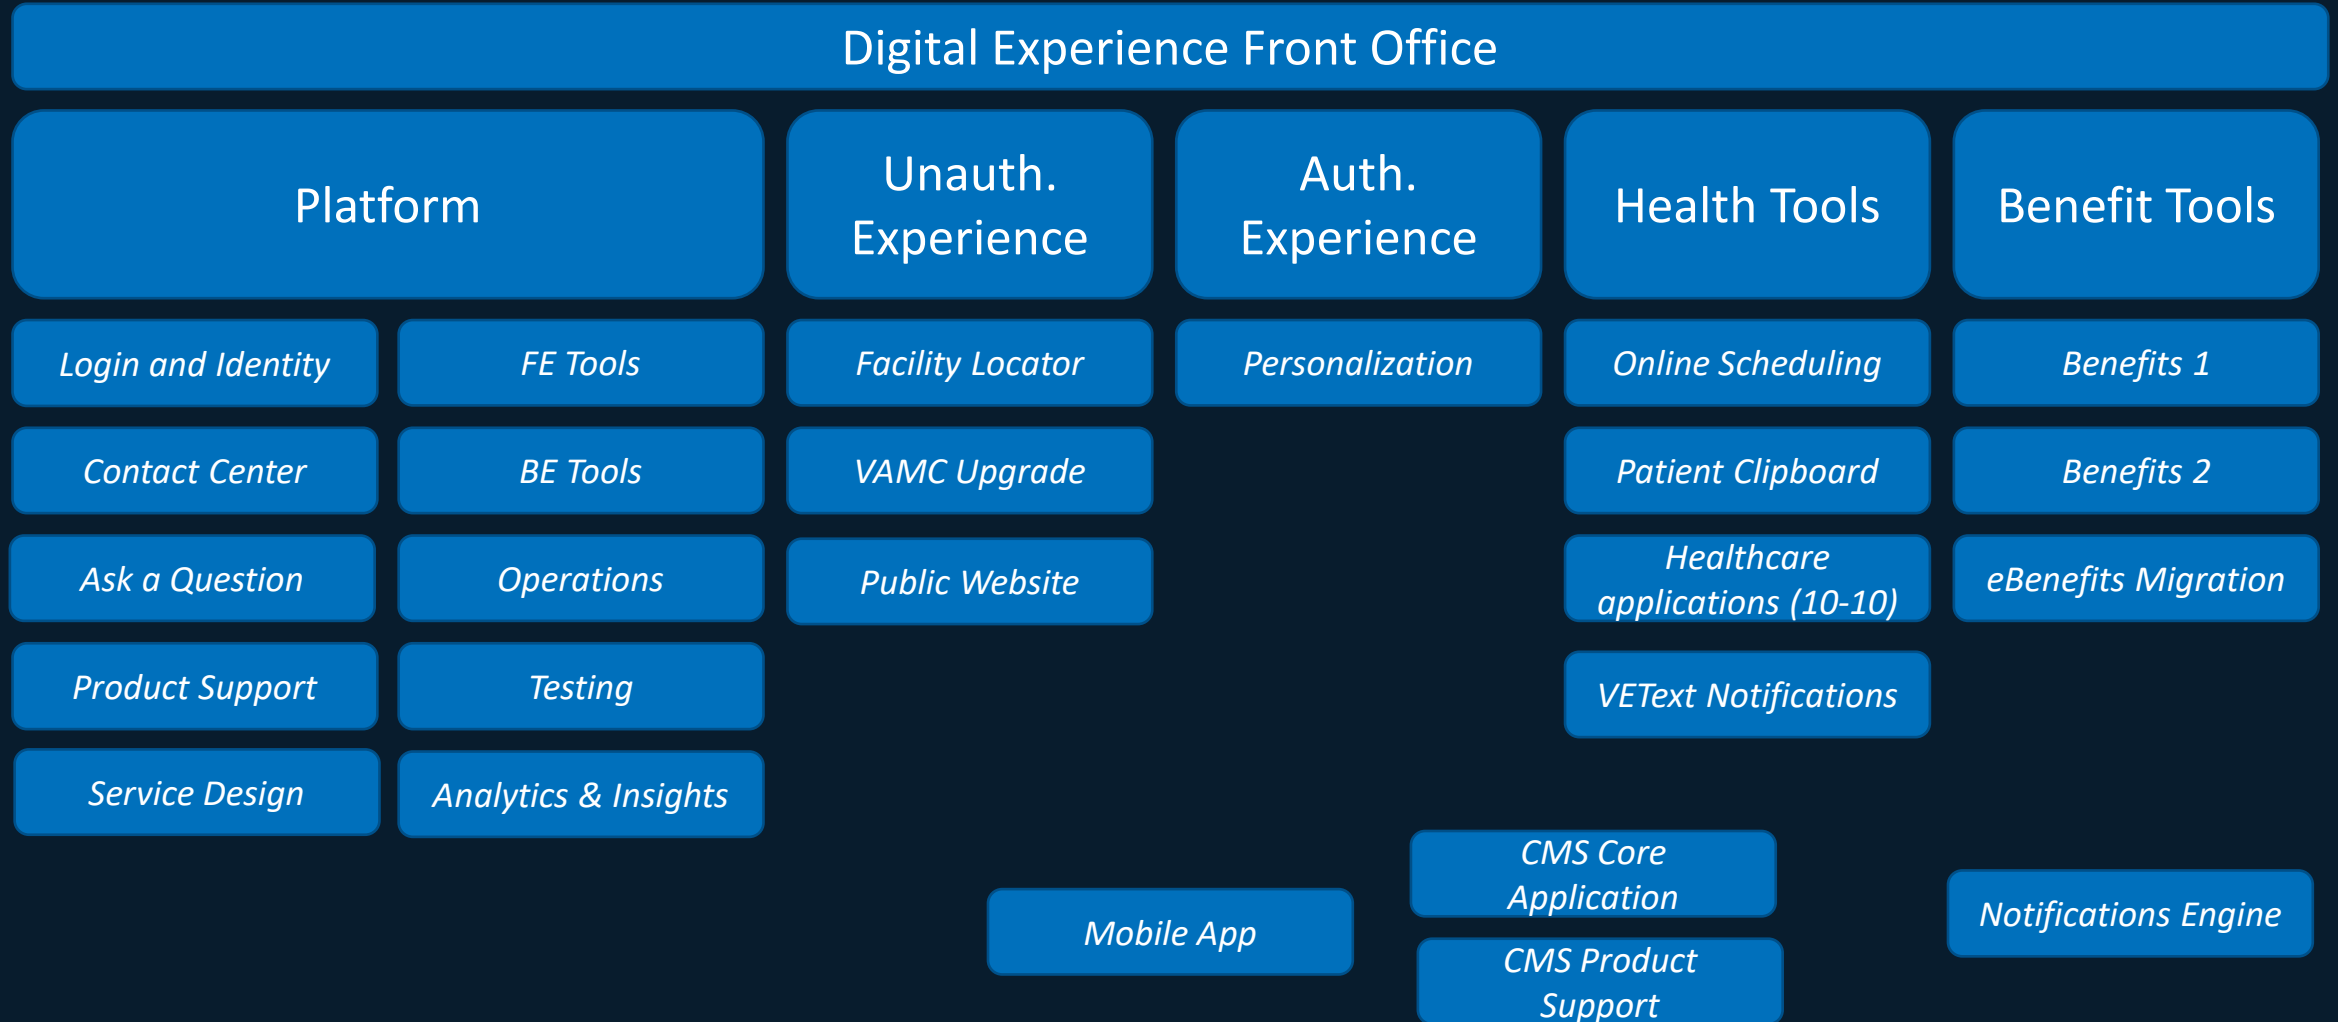 Digital Experience Front Office
Platform
Unauth.
Experience
Auth.
Experience
Health Tools
Benefit Tools
Login and Identity
FE Tools
Facility Locator
Personalization
Online Scheduling
Benefits 1
Contact Center
BE Tools
VAMC Upgrade
Patient Clipboard
Benefits 2
Ask a Question
Operations
Public Website
Healthcare
applications (10-10)
eBenefits Migration
Product Support
Testing
VEText Notifications
Service Design
Analytics & Insights
Mobile App
CMS Core
Application
CMS Product
Support
Notifications Engine